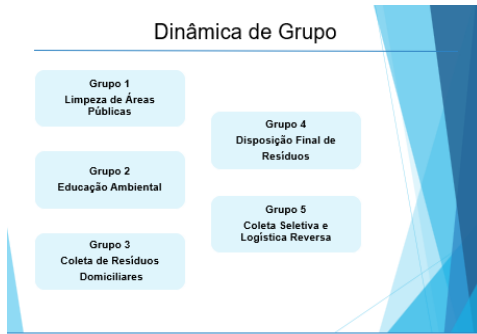 Dinâmica de Grupo
Grupo 1
Limpeza de Áreas
Públicas
Grupo 2
Educação Ambiental
Grupo 3
Coleta de Resíduos
Domiciliares
Grupo 4
Disposição Final de
Resíduos
Grupo 5
Coleta Seletiva e
Logística Reversa